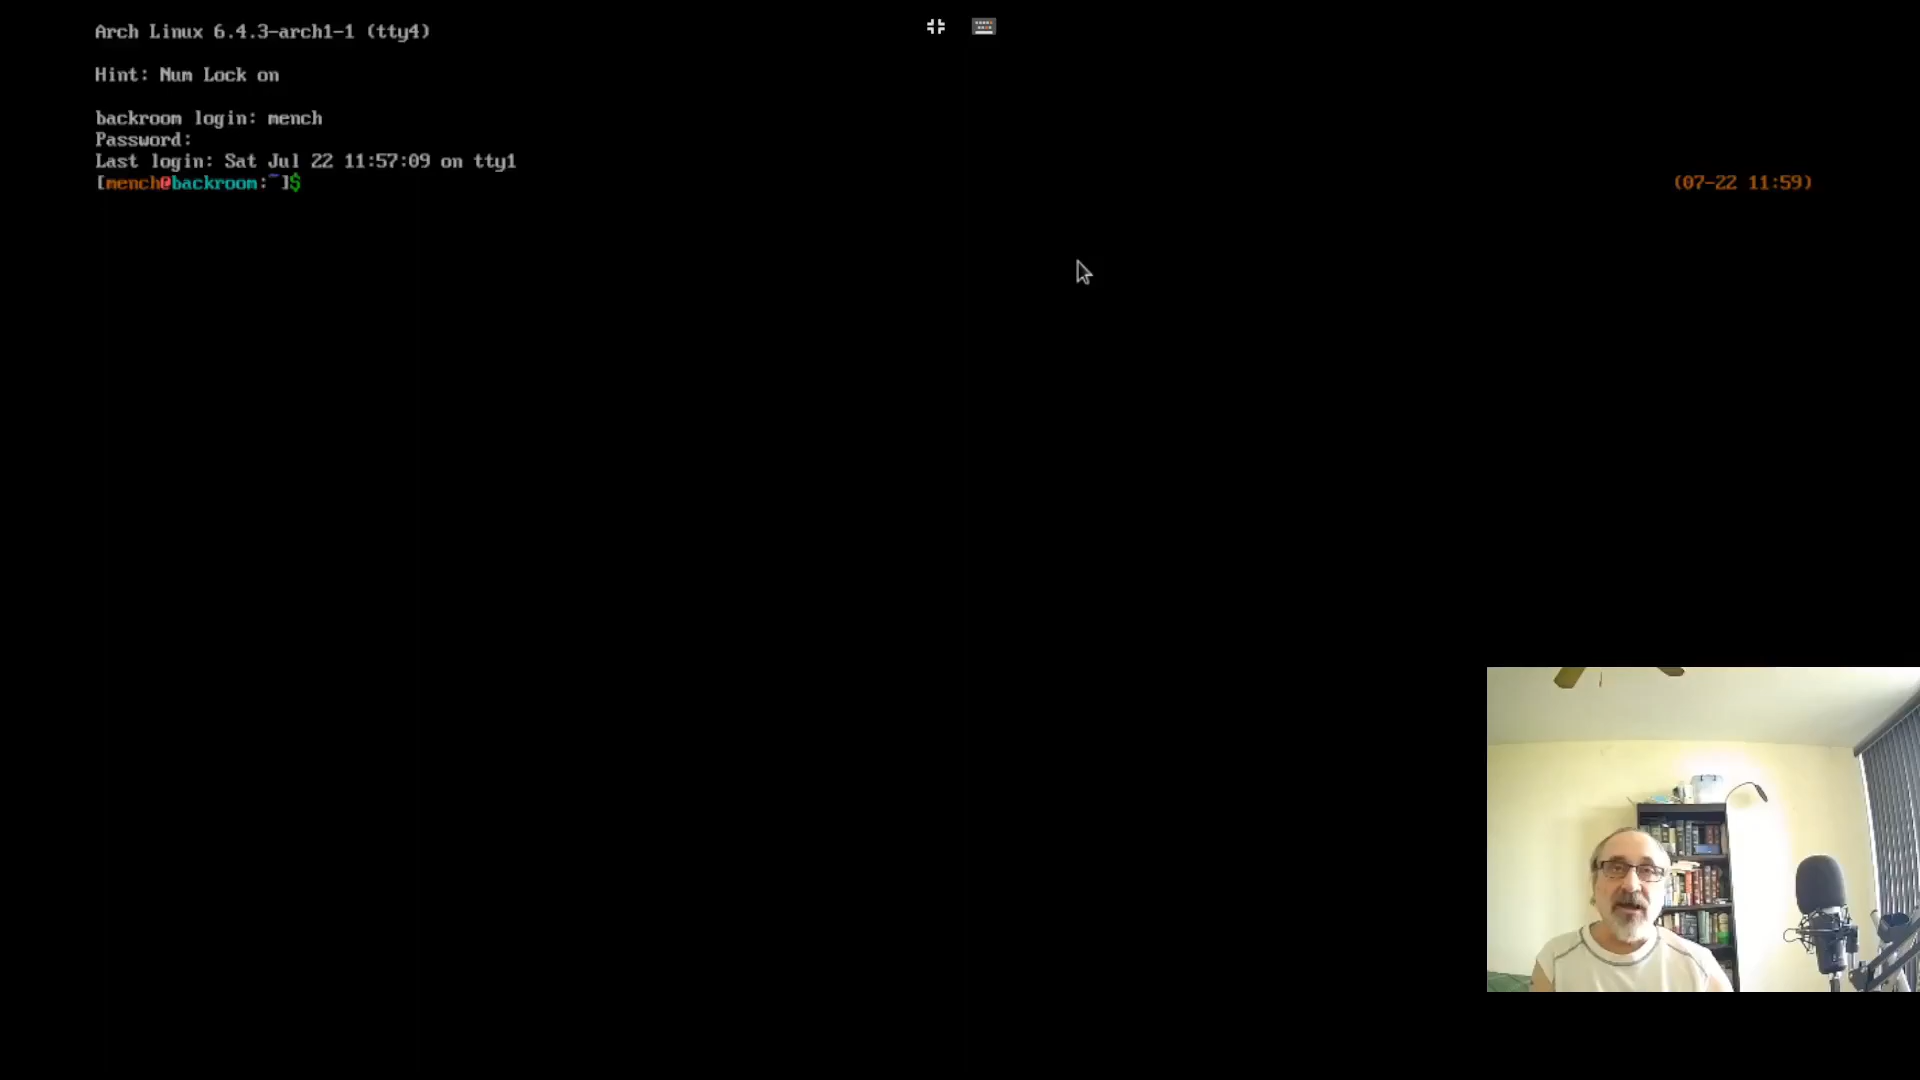 Arch Linux 6.4.3-arch1-1 (tty4)
Hint: Num Lock on
backroom login: mench
Password:
Last login: Sat Jul 22 11:57:09 on tty1
[mench@backroom:~]$ (07-22 11:59)